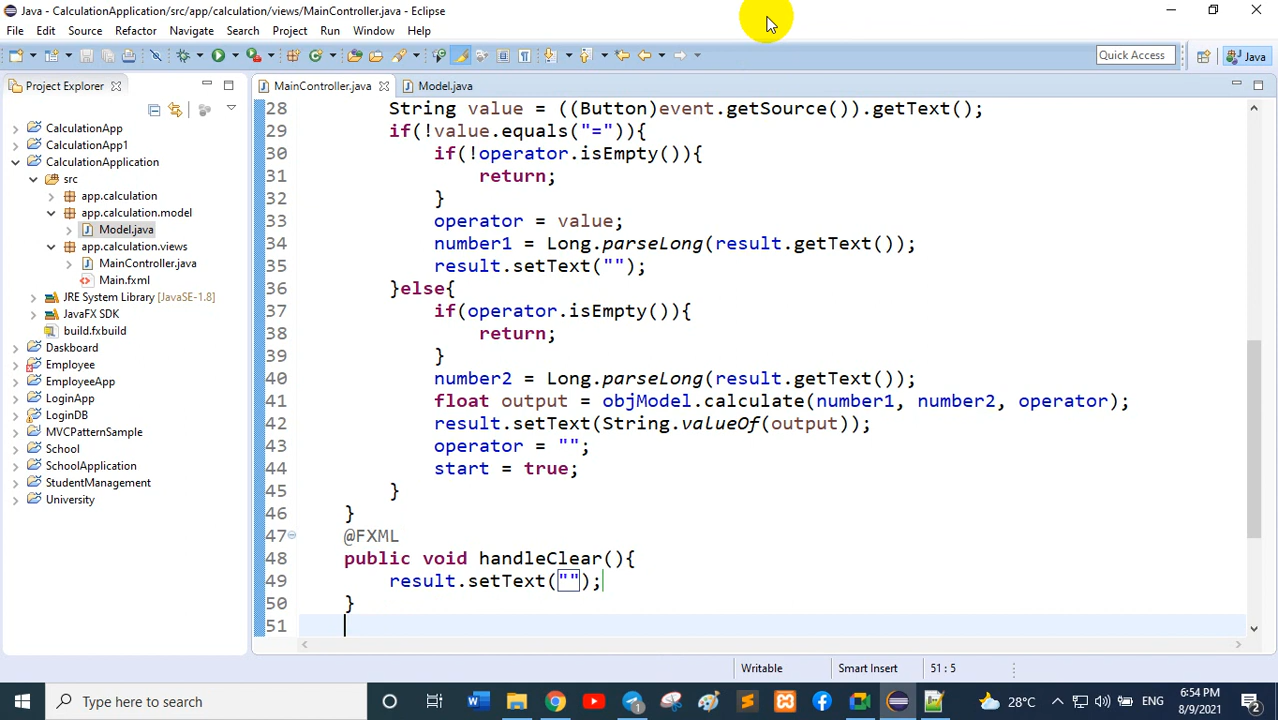 Java - CalculationApplication/src/app/calculation/views/MainController.java - Eclipse
File Edit Source Refactor Navigate Search Project Run Window Help
Quick Access Java
Project Explorer MainController.java Model.java
CalculationApp
CalculationApp1
CalculationApplication
src
app.calculation
app.calculation.model
Model.java
app.calculation.views
MainController.java
Main.fxml
JRE System Library [JavaSE-1.8]
JavaFX SDK
build.fxbuild
Daskboard
Employee
EmployeeApp
LoginApp
LoginDB
MVCPatternSample
School
SchoolApplication
StudentManagement
University
28 String value = ((Button)event.getSource()).getText();
29 if(!value.equals("=")){
30 if(!operator.isEmpty()){
31 return;
32 }
33 operator = value;
34 number1 = Long.parseLong(result.getText());
35 result.setText("");
36 }else{
37 if(operator.isEmpty()){
38 return;
39 }
40 number2 = Long.parseLong(result.getText());
41 float output = objModel.calculate(number1, number2, operator);
42 result.setText(String.valueOf(output));
43 operator = "";
44 start = true;
45 }
46 }
47 @FXML
48 public void handleClear(){
49 result.setText("");
50 }
51
Writable Smart Insert 51 : 5
Type here to search
28°C ENG 6:54 PM
8/9/2021